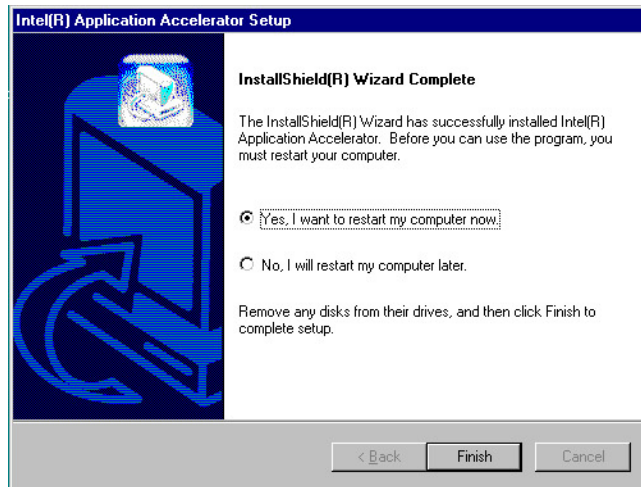 Intel(R) Application Accelerator Setup
InstallShield(R) Wizard Complete
The InstallShield(R) Wizard has successfully installed Intel(R)
Application Accelerator. Before you can use the program, you
must restart your computer.
Yes, I want to restart my computer now.
No, I will restart my computer later.
Remove any disks from their drives, and then click Finish to
complete setup.
< Back
Finish
Cancel